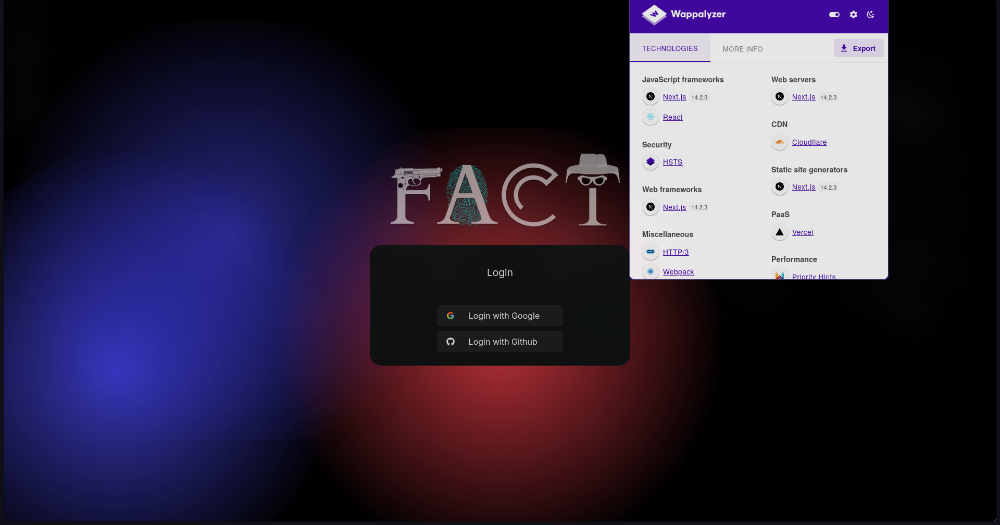 Wappalyzer
TECHNOLOGIES
MORE INFO
Export
JavaScript frameworks
Next.js 14.2.3
React
Security
HSTS
Web frameworks
Next.js 14.2.3
Miscellaneous
HTTP/3
Webpack
Web servers
Next.js 14.2.3
CDN
Cloudflare
Static site generators
Next.js 14.2.3
PaaS
Vercel
Performance
Priority Hints
FACT
Login
Login with Google
Login with Github